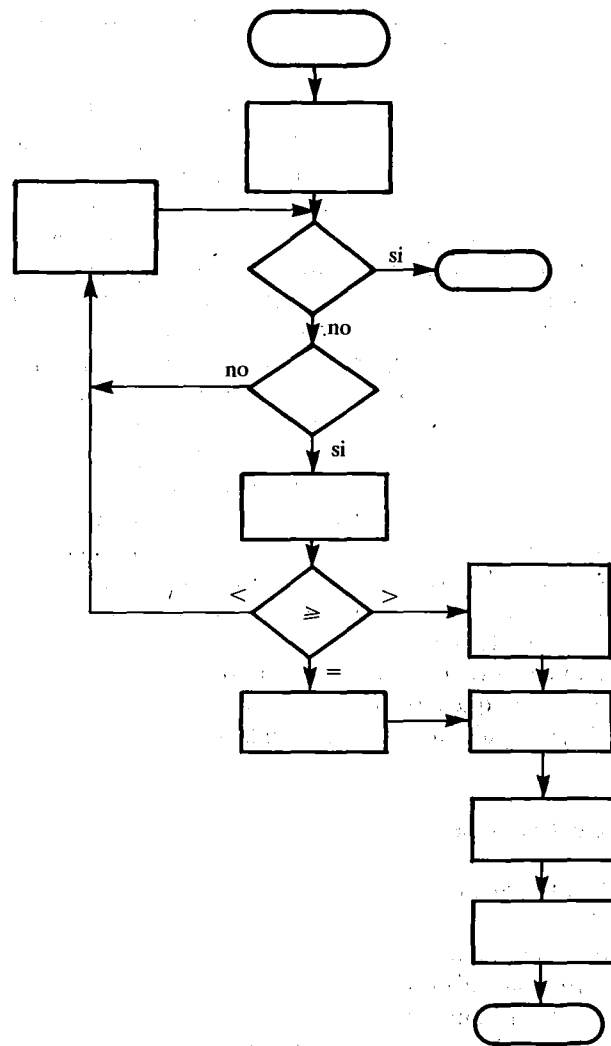 si
no
no
si
<
⩾
>
=